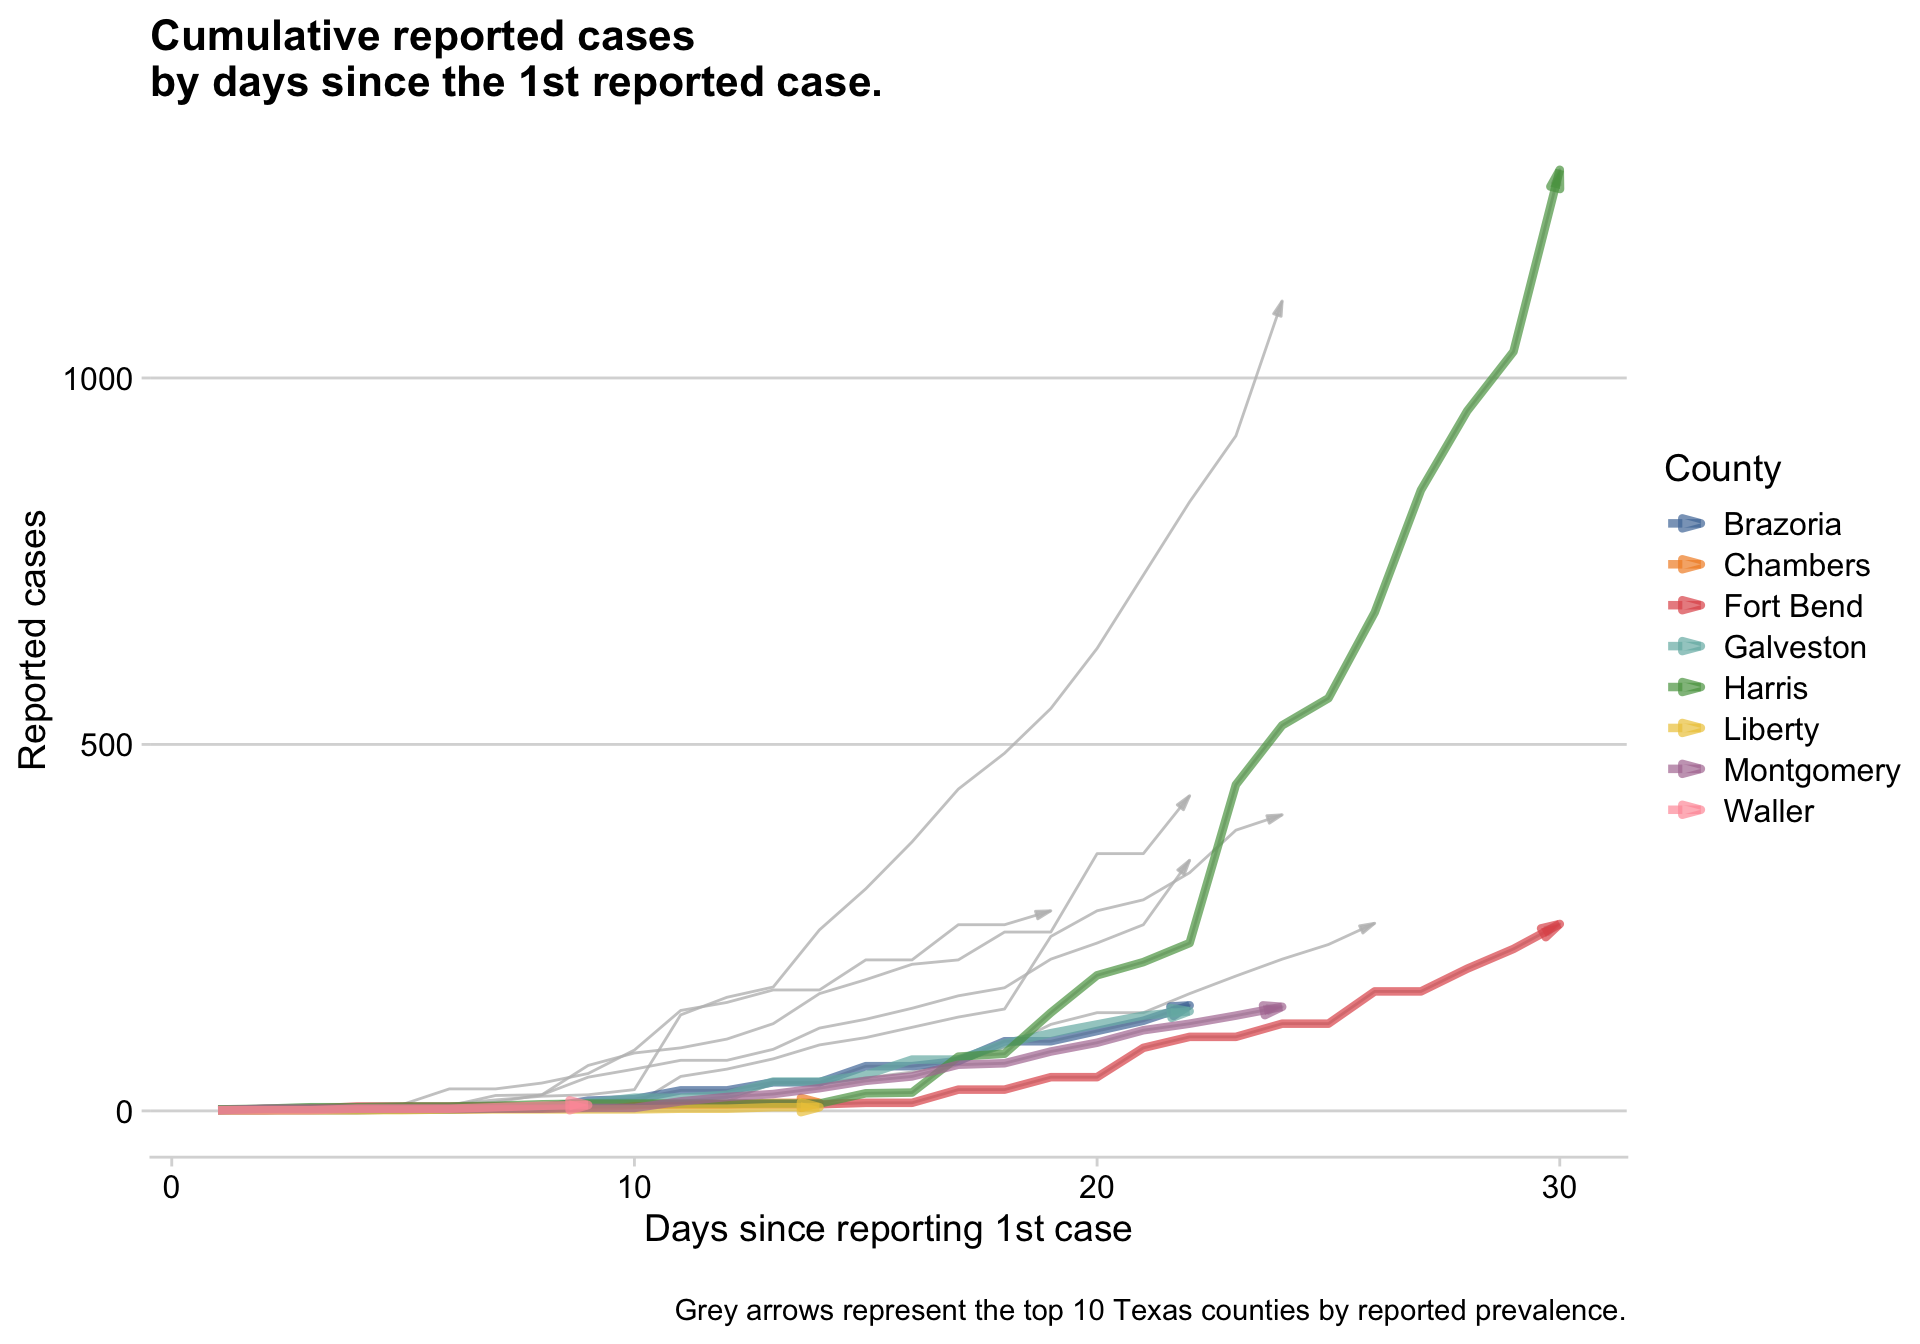 Cumulative reported cases
by days since the 1st reported case.
Reported cases
1000
500
0
0
10
20
30
Days since reporting 1st case
County
Brazoria
Chambers
Fort Bend
Galveston
Harris
Liberty
Montgomery
Waller
Grey arrows represent the top 10 Texas counties by reported prevalence.